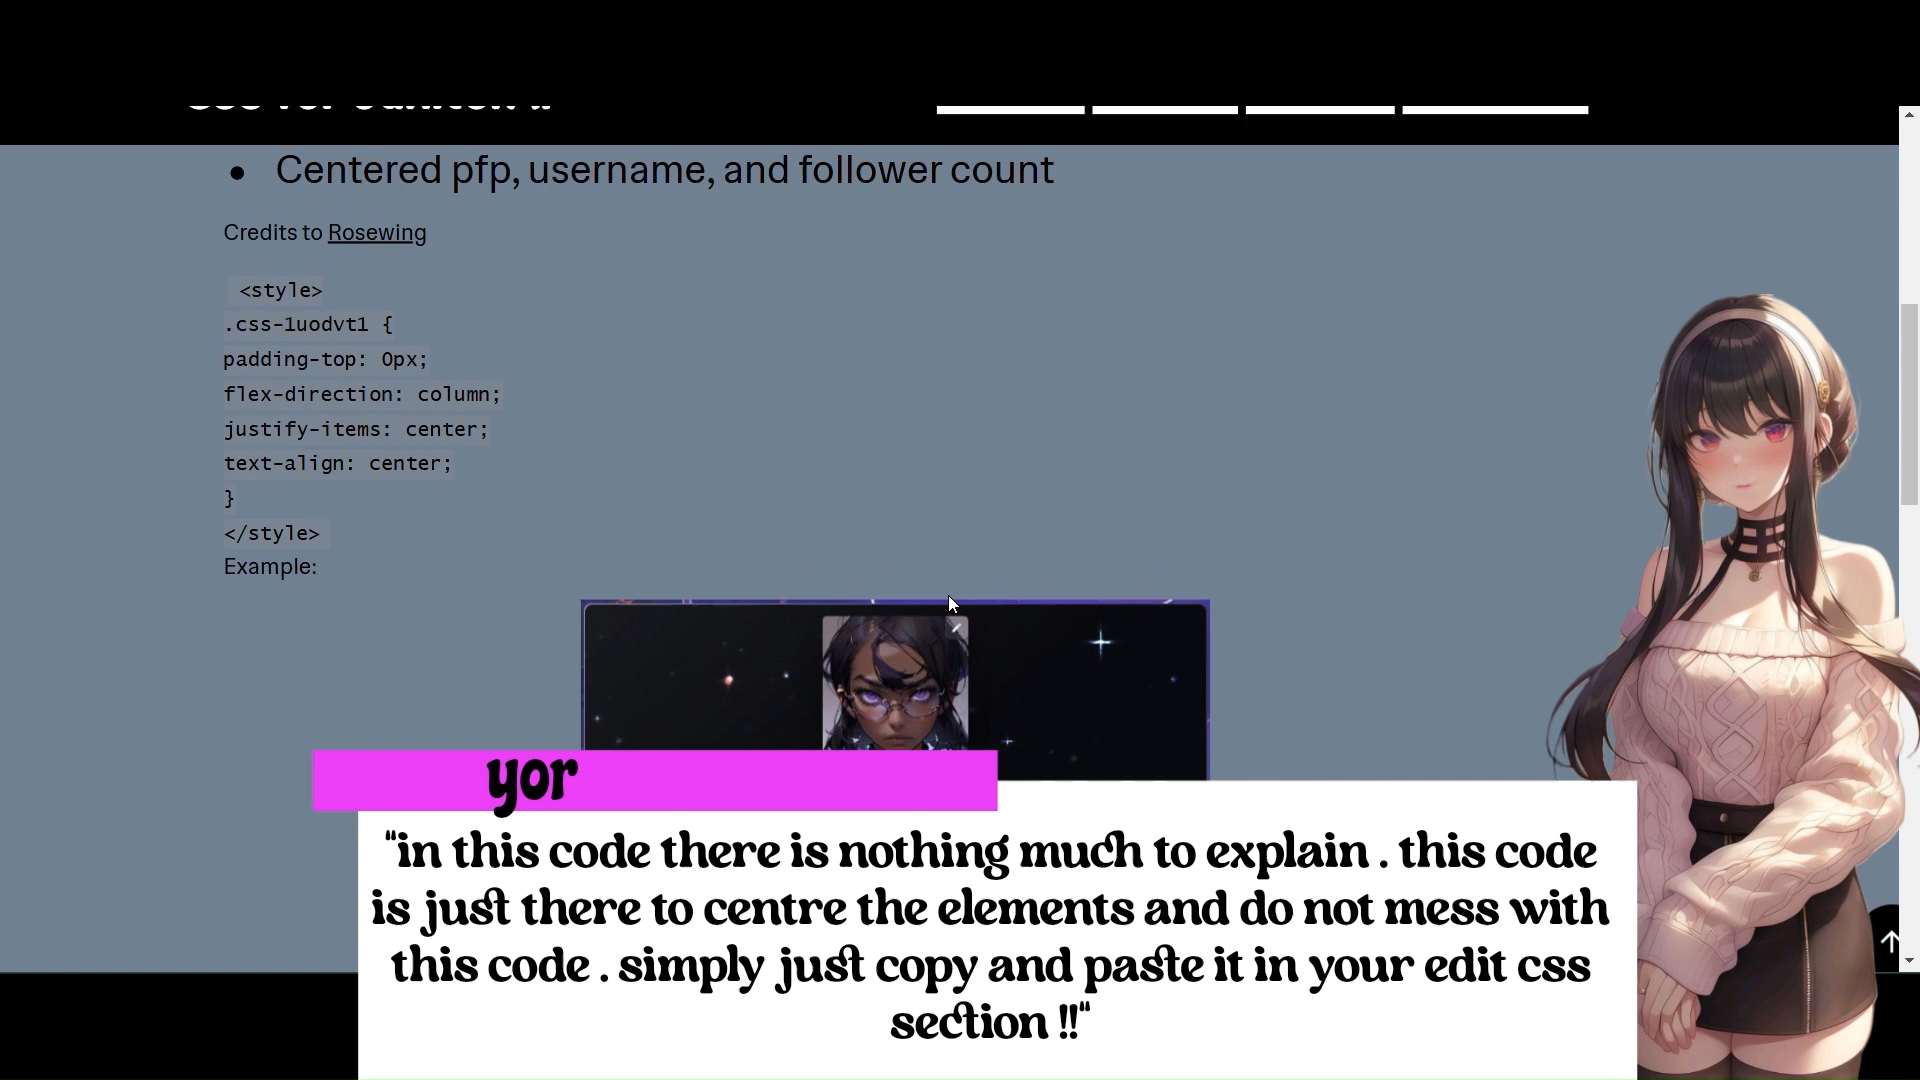 Centered pfp, username, and follower count
Credits to Rosewing
<style>
.css-1uodvt1 {
padding-top: 0px;
flex-direction: column;
justify-items: center;
text-align: center;
}
</style>
Example:
yor
"in this code there is nothing much to explain . this code
is just there to centre the elements and do not mess with
this code . simply just copy and paste it in your edit css
section !!"